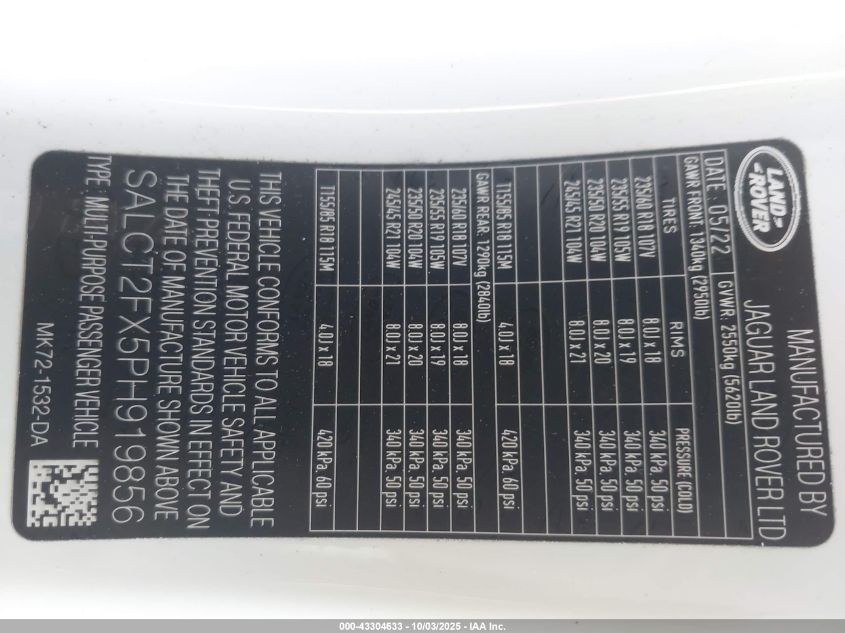 LAND ROVER
MANUFACTURED BY
JAGUAR LAND ROVER LTD.
DATE: 05/22 GVWR: 2550kg (5620lb)
GAWR FRONT: 1340kg (2950lb)
TIRES RIMS PRESSURE (COLD)
235/60 R18 107V 8.0J x 18 340 kPa, 50 psi
235/55 R19 105W 8.0J x 19 340 kPa, 50 psi
235/50 R20 104W 8.0J x 20 340 kPa, 50 psi
245/45 R21 104W 8.0J x 21 340 kPa, 50 psi
T155/85 R18 115M 4.0J x 18 420 kPa, 60 psi
GAWR REAR: 1290kg (2840lb)
235/60 R18 107V 8.0J x 18 340 kPa, 50 psi
235/55 R19 105W 8.0J x 19 340 kPa, 50 psi
235/50 R20 104W 8.0J x 20 340 kPa, 50 psi
245/45 R21 104W 8.0J x 21 340 kPa, 50 psi
T155/85 R18 115M 4.0J x 18 420 kPa, 60 psi
THIS VEHICLE CONFORMS TO ALL APPLICABLE
U.S. FEDERAL MOTOR VEHICLE SAFETY AND
THEFT PREVENTION STANDARDS IN EFFECT ON
THE DATE OF MANUFACTURE SHOWN ABOVE
SALCT2FX5PH919856
TYPE: MULTI-PURPOSE PASSENGER VEHICLE
MK72-1532-DA
000-43304633 - 10/03/2025 - IAA Inc.